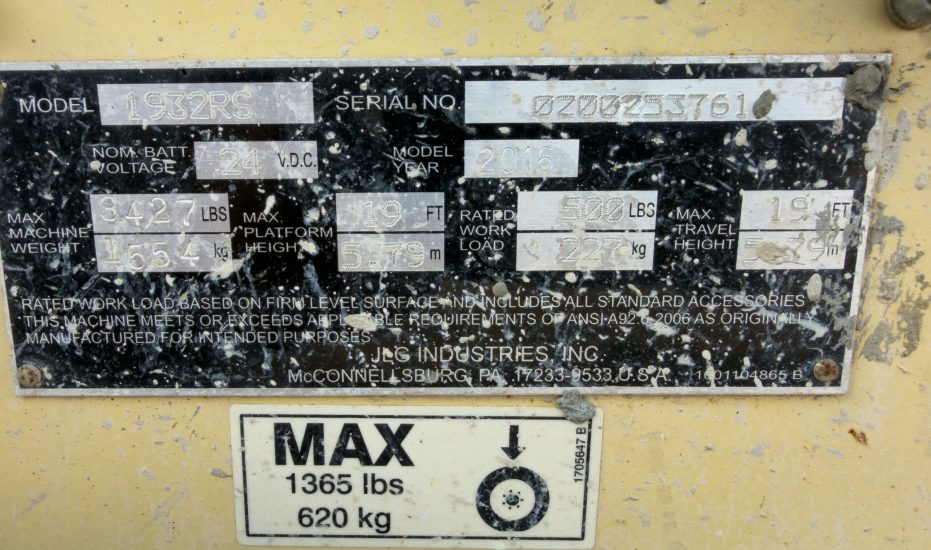 MODEL 1932RS SERIAL NO. 0200253761
NOM. BATT. VOLTAGE 24 V.D.C. MODEL YEAR 2016
MAX MACHINE WEIGHT 3427 LBS 1554 kg MAX. PLATFORM HEIGHT 19 FT 5.79 m RATED WORK LOAD 500 LBS 227 kg MAX. TRAVEL HEIGHT 19 FT m
RATED WORK LOAD BASED ON FIRM LEVEL SURFACE AND INCLUDES ALL STANDARD ACCESSORIES
THIS MACHINE MEETS OR EXCEEDS APPLICABLE REQUIREMENTS OF ANSI-A92.6-2006 AS ORIGINALLY
MANUFACTURED FOR INTENDED PURPOSES
JLG INDUSTRIES, INC.
McCONNELLSBURG, PA. 17233-9533 U.S.A. 1001104865 B
MAX
1365 lbs
620 kg
1705647 B